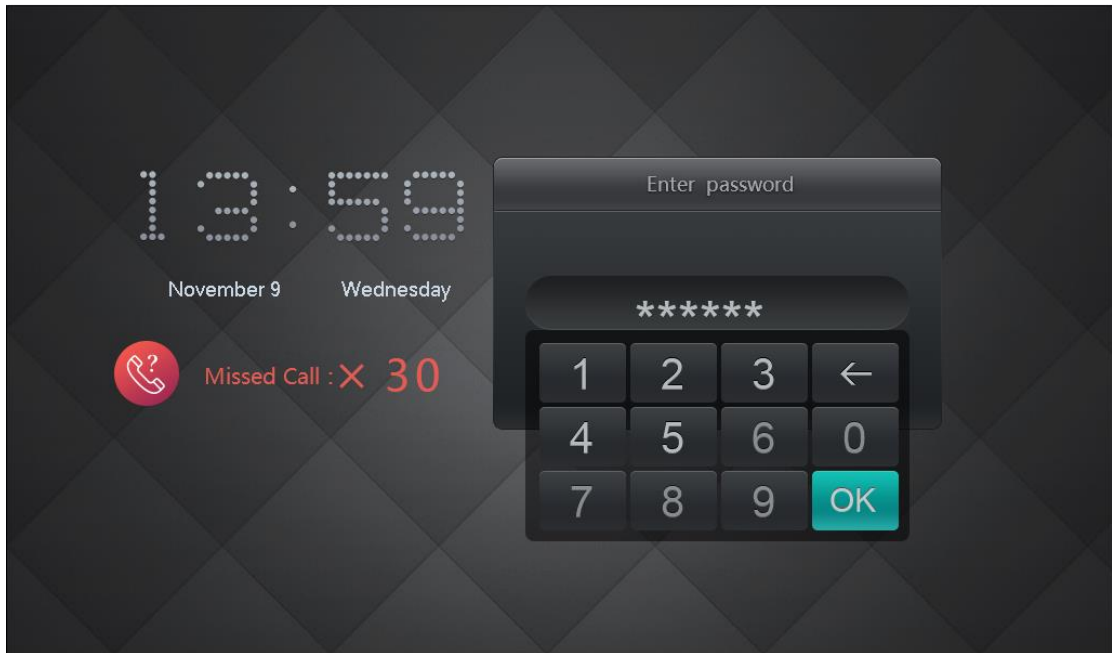 13:59
November 9 Wednesday
Missed Call : × 30
Enter password
******
1 2 3 ←
4 5 6 0
7 8 9 OK